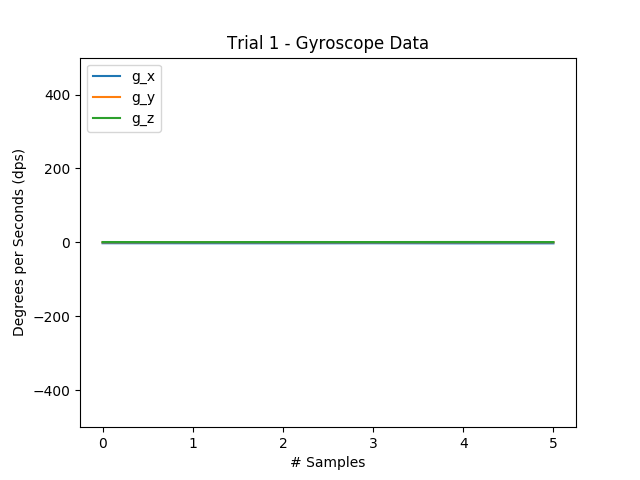 Trial 1 - Gyroscope Data
g_x
g_y
g_z
400
200
0
−200
−400
Degrees per Seconds (dps)
0 1 2 3 4 5
# Samples